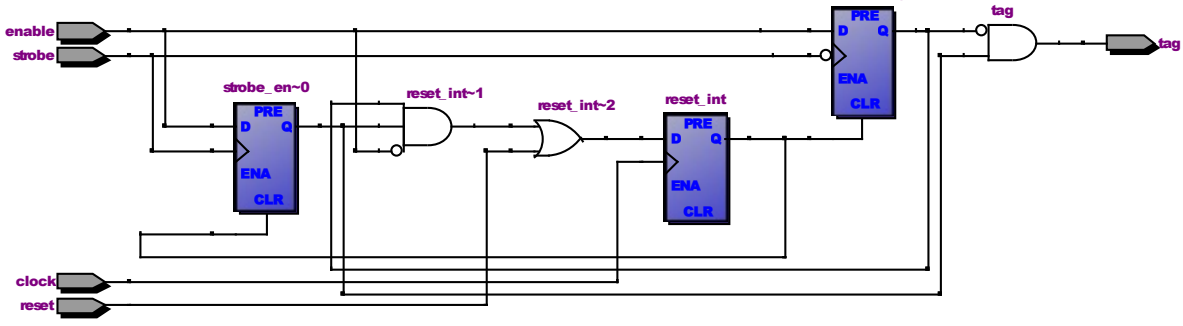 enable
strobe
strobe_en~0
PRE
D
Q
ENA
CLR
reset_int~1
reset_int~2
reset_int
PRE
D
Q
ENA
CLR
PRE
D
Q
ENA
CLR
tag
tag
clock
reset